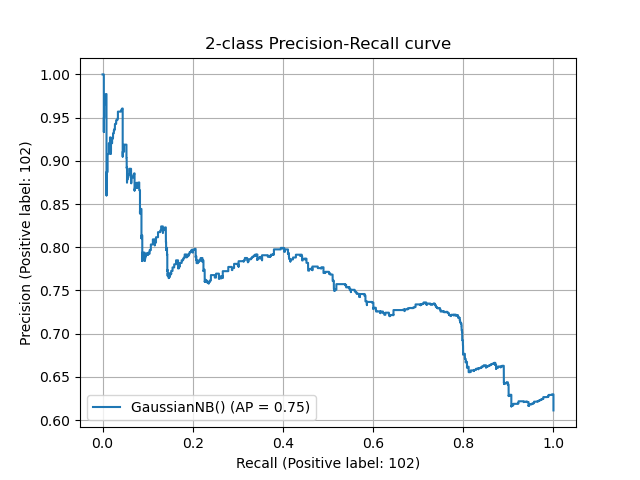 2-class Precision-Recall curve
1.00
0.95
0.90
0.85
0.80
0.75
0.70
0.65
0.60
Precision (Positive label: 102)
GaussianNB() (AP = 0.75)
0.0 0.2 0.4 0.6 0.8 1.0
Recall (Positive label: 102)